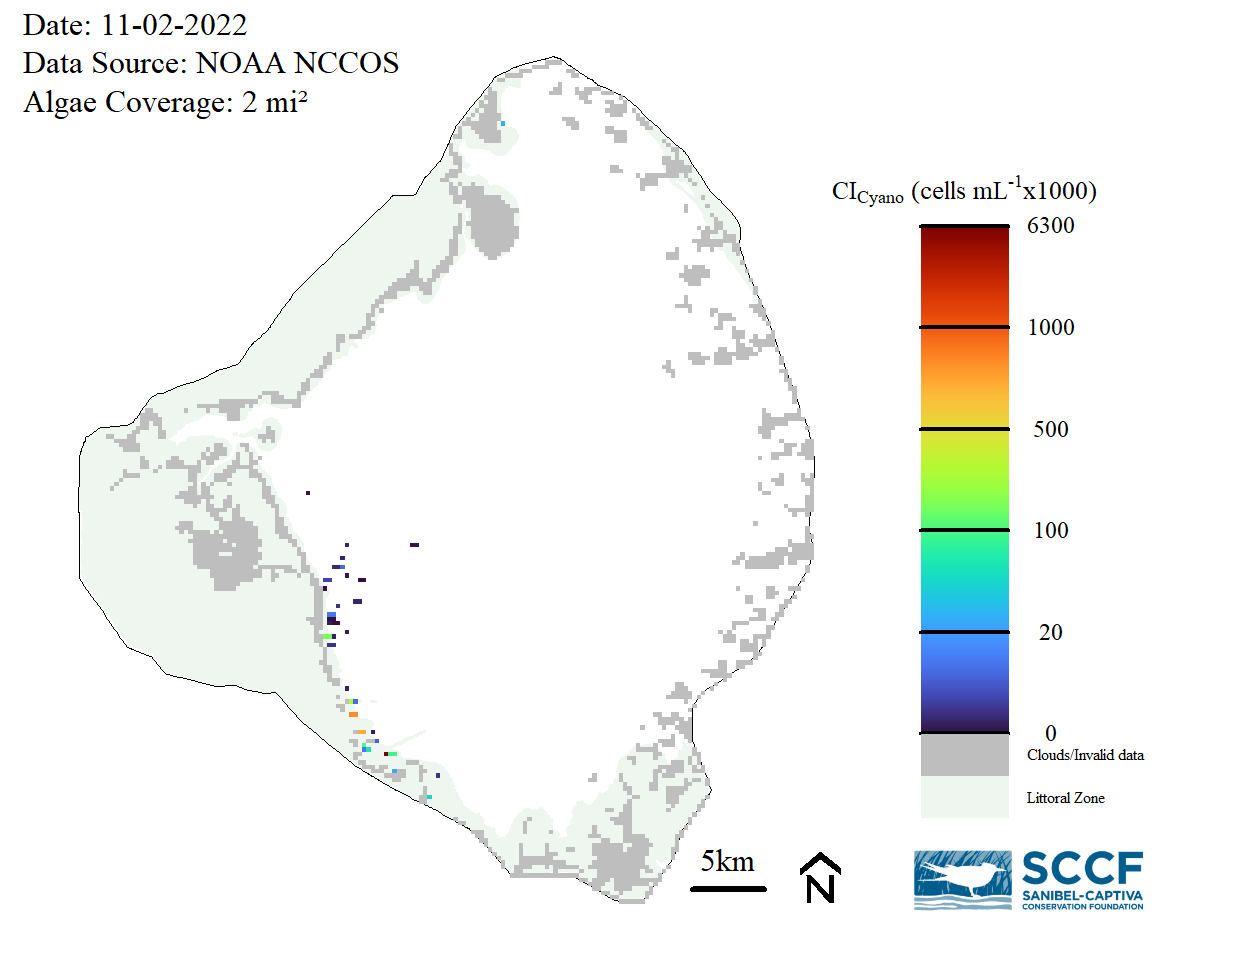 Date: 11-02-2022
Data Source: NOAA NCCOS
Algae Coverage: 2 mi²
CICyano (cells mL-1x1000)
6300
1000
500
100
20
0
Clouds/Invalid data
Littoral Zone
5km
N
SCCF
SANIBEL-CAPTIVA
CONSERVATION FOUNDATION